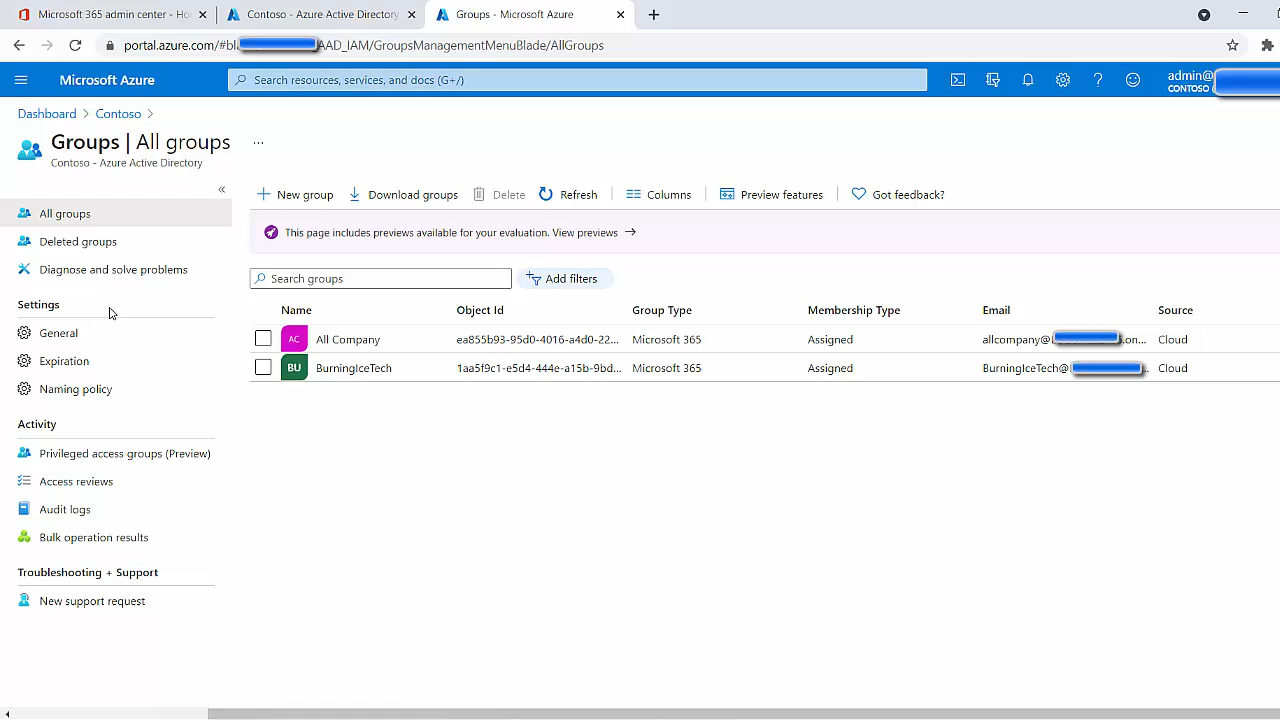 Microsoft 365 admin center - Ho
Contoso - Azure Active Directory
Groups - Microsoft Azure
portal.azure.com/#bl
AAD_IAM/GroupsManagementMenuBlade/AllGroups
Microsoft Azure
Search resources, services, and docs (G+/)
admin@
CONTOSO
Dashboard > Contoso >
Groups | All groups ...
Contoso - Azure Active Directory
«
All groups
Deleted groups
Diagnose and solve problems
Settings
General
Expiration
Naming policy
Activity
Privileged access groups (Preview)
Access reviews
Audit logs
Bulk operation results
Troubleshooting + Support
New support request
New group
Download groups
Delete
Refresh
Columns
Preview features
Got feedback?
This page includes previews available for your evaluation. View previews →
Search groups
Add filters
Name Object Id Group Type Membership Type Email Source
AC All Company ea855b93-95d0-4016-a4d0-22... Microsoft 365 Assigned allcompany@ on... Cloud
BU BurningIceTech 1aa5f9c1-e5d4-444e-a15b-9bd... Microsoft 365 Assigned BurningIceTech@ Cloud